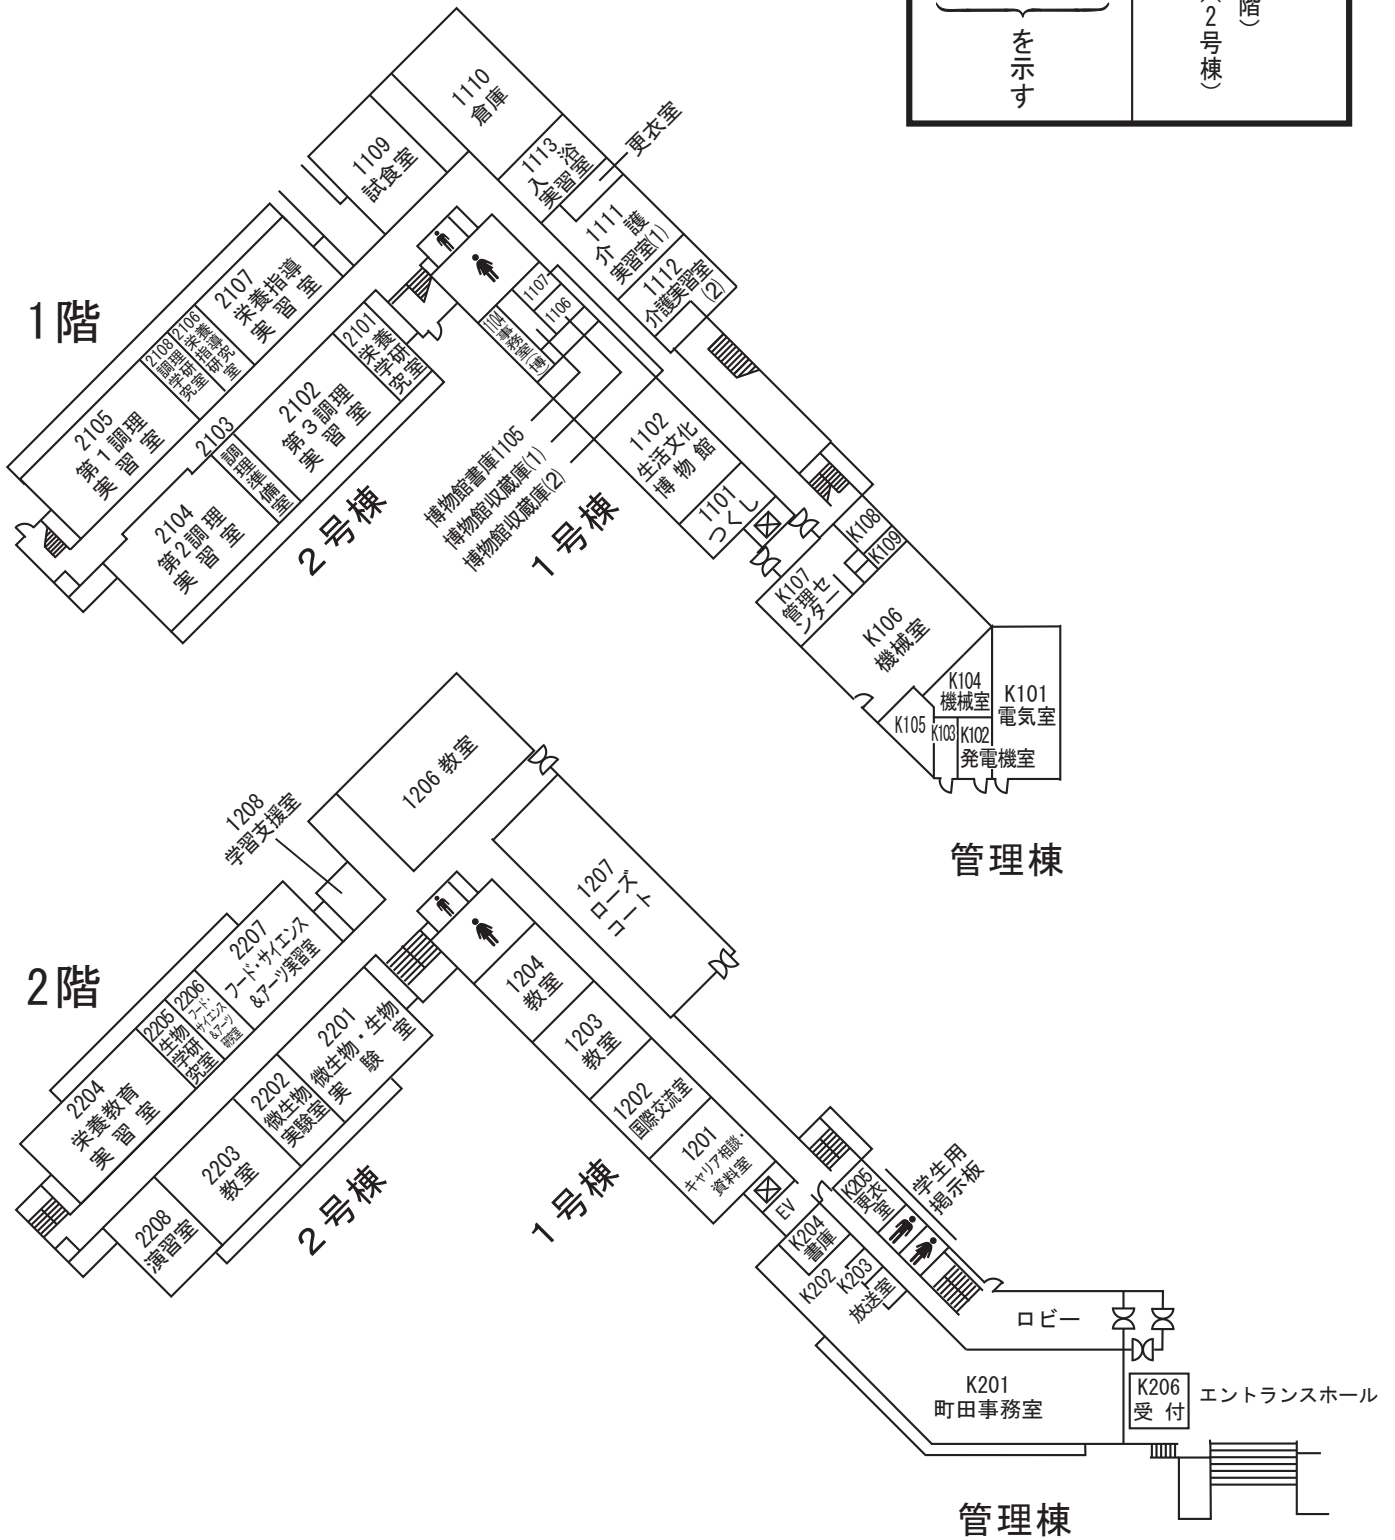 を示す
階)
(2号棟)
1階
1110
倉庫
1109
試食室
1113
入浴
実習室
更衣室
1111
介護
実習室(1)
1112
介護実習室
(2)
2107
栄養指導
実習室
2106
栄養
指導
研究
室
2108
調理
学研
究室
2105
第1調理
実習室
2101
栄養
学研
究室
2102
第3調理
実習室
2103
調理準備室
2104
第2調理
実習室
2号棟
1107
1106
1104
事務室(博)
博物館書庫1105
博物館収蔵庫(1)
博物館収蔵庫(2)
1102
生活文化
博物館
1101
つくし
1号棟
K108
K109
K107
管理セ
ンター
K106
機械室
K104
機械室
K105
K103
K102
発電機室
K101
電気室
管理棟
2階
1206 教室
1208
学習支援室
1207
ローズ
コート
2207
フード・サイエンス
&アーツ実習室
2206
フード・
サイエンス
&アーツ
研究室
2205
生物
学研
究室
2204
栄養教育
実習室
2201
微生物・生物
実験室
2202
微生物
実験室
2203
教室
2208
演習室
2号棟
1204
教室
1203
教室
1202
国際交流室
1201
キャリア相談・
資料室
1号棟
EV
K205
更衣
室
学生用
掲示板
K204
書庫
K202
K203
放送室
ロビー
K201
町田事務室
K206
受付
エントランスホール
管理棟